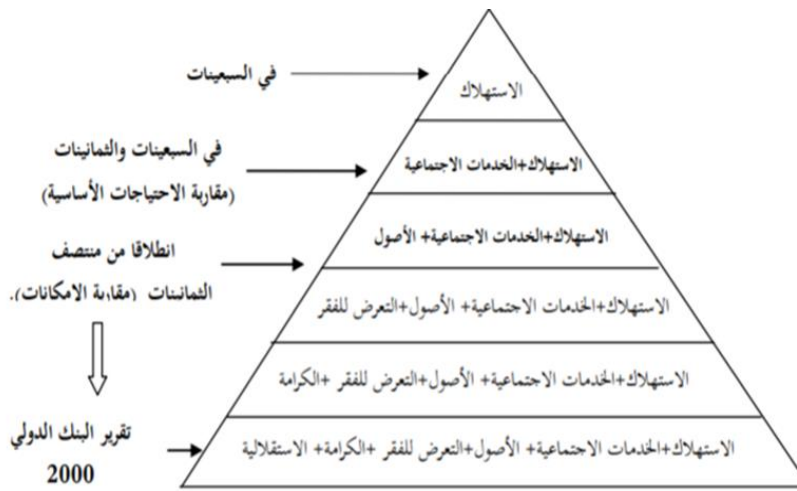 في السبعينات
الاستهلاك
في السبعينات والثمانينات
(مقاربة الاحتياجات الأساسية)
الاستهلاك+الخدمات الاجتماعية
انطلاقا من منتصف
الثمانينات (مقاربة الامكانات).
الاستهلاك+الخدمات الاجتماعية+ الأصول
الاستهلاك+الخدمات الاجتماعية+ الأصول+التعرض للفقر
الاستهلاك+الخدمات الاجتماعية+ الأصول+التعرض للفقر +الكرامة
تقرير البنك الدولي
2000
الاستهلاك+الخدمات الاجتماعية+ الأصول+التعرض للفقر +الكرامة+ الاستقلالية